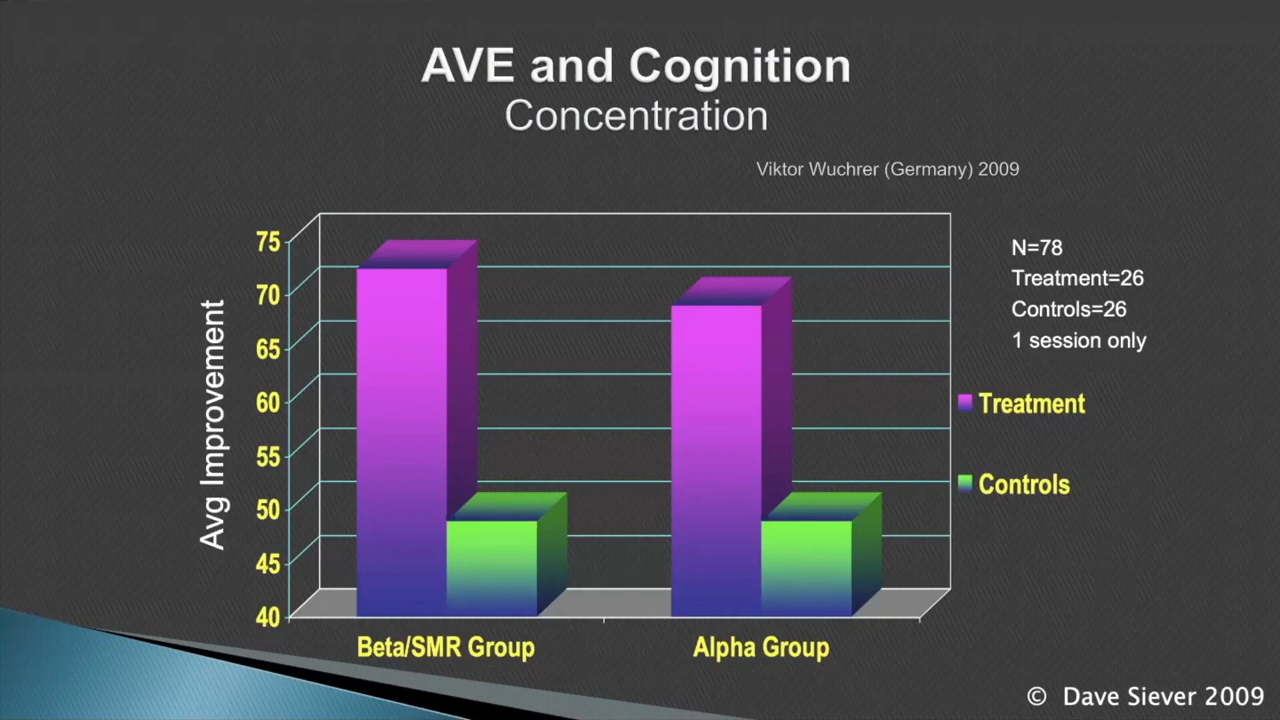 AVE and Cognition
Concentration
Viktor Wuchrer (Germany) 2009
75
70
65
60
55
50
45
40
Avg Improvement
N=78
Treatment=26
Controls=26
1 session only
Treatment
Controls
Beta/SMR Group
Alpha Group
© Dave Siever 2009